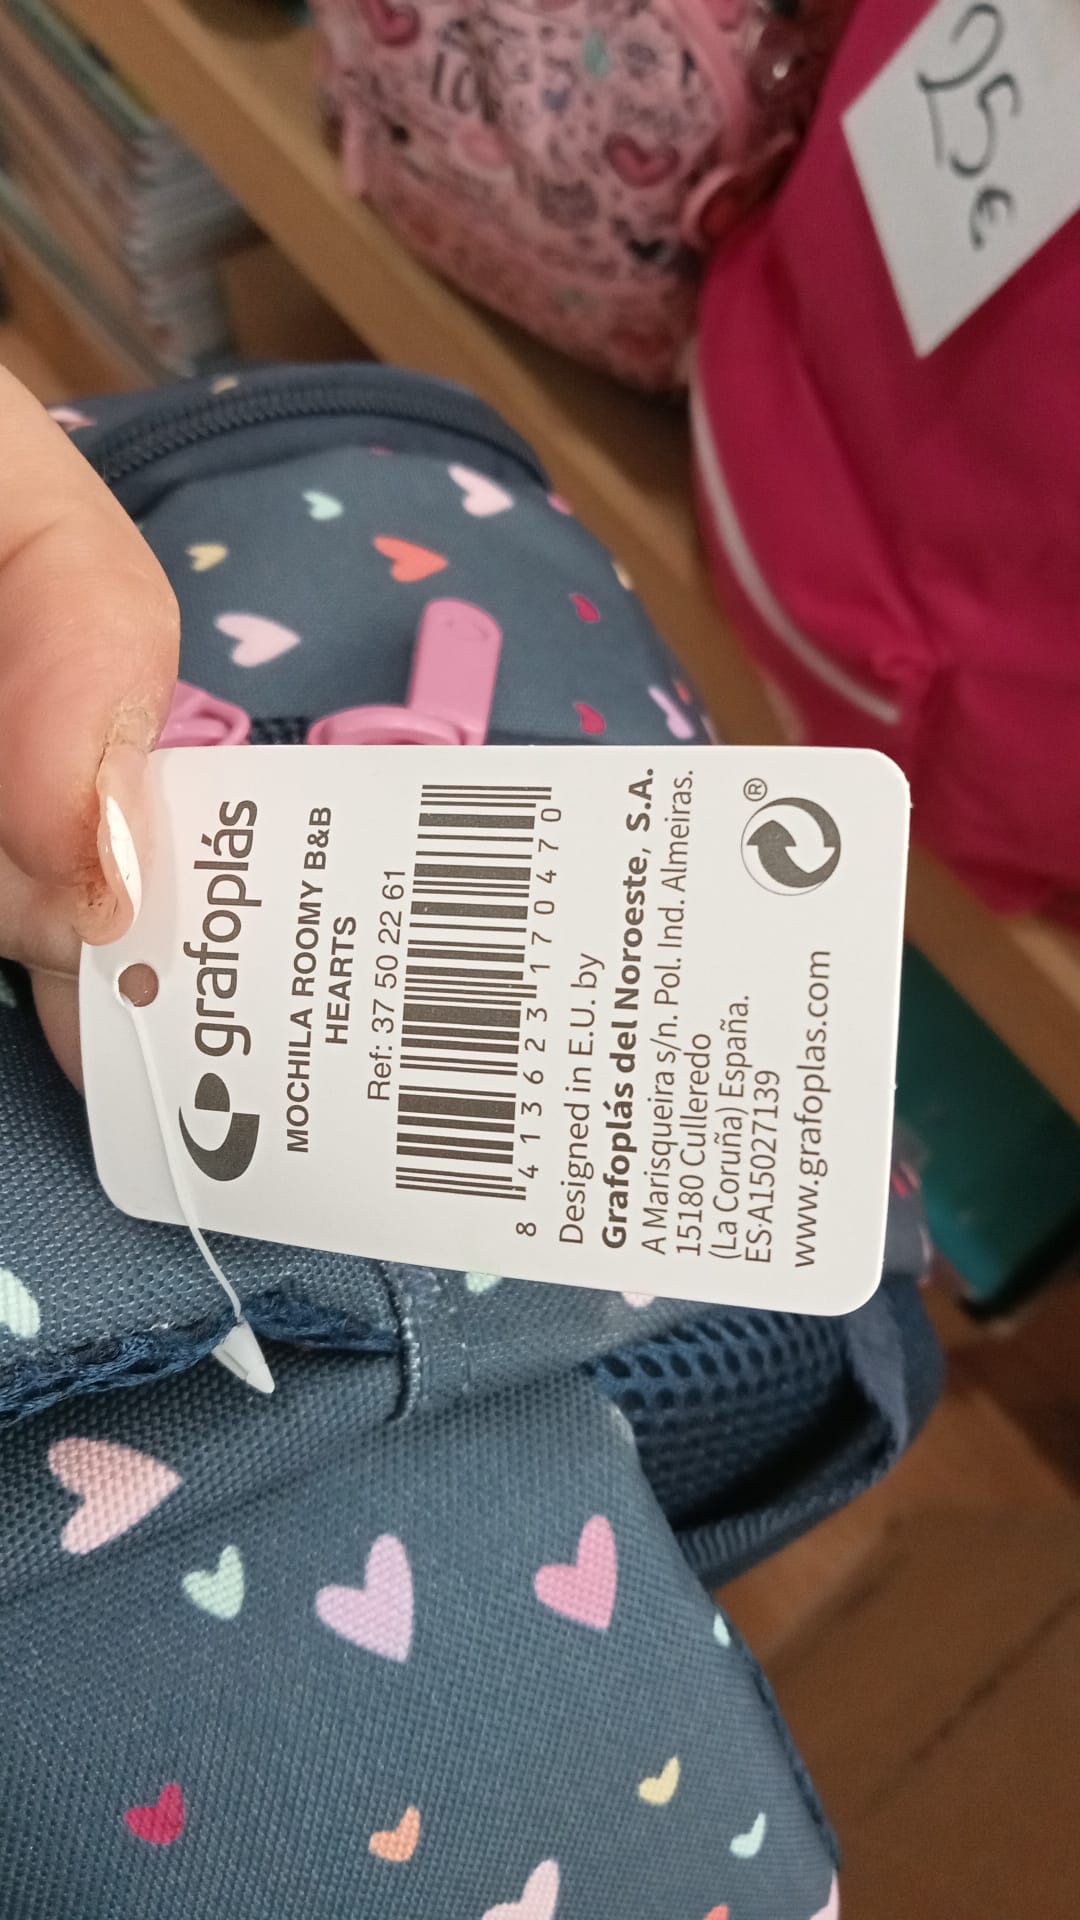 grafoplás
MOCHILA ROOMY B&B
HEARTS
Ref: 37 50 22 61
8 413623 170470
Designed in E.U. by
Grafoplás del Noroeste, S.A.
A Marisqueira s/n. Pol. Ind. Almeiras.
15180 Culleredo
(La Coruña) España.
ES·A15027139
www.grafoplas.com
®